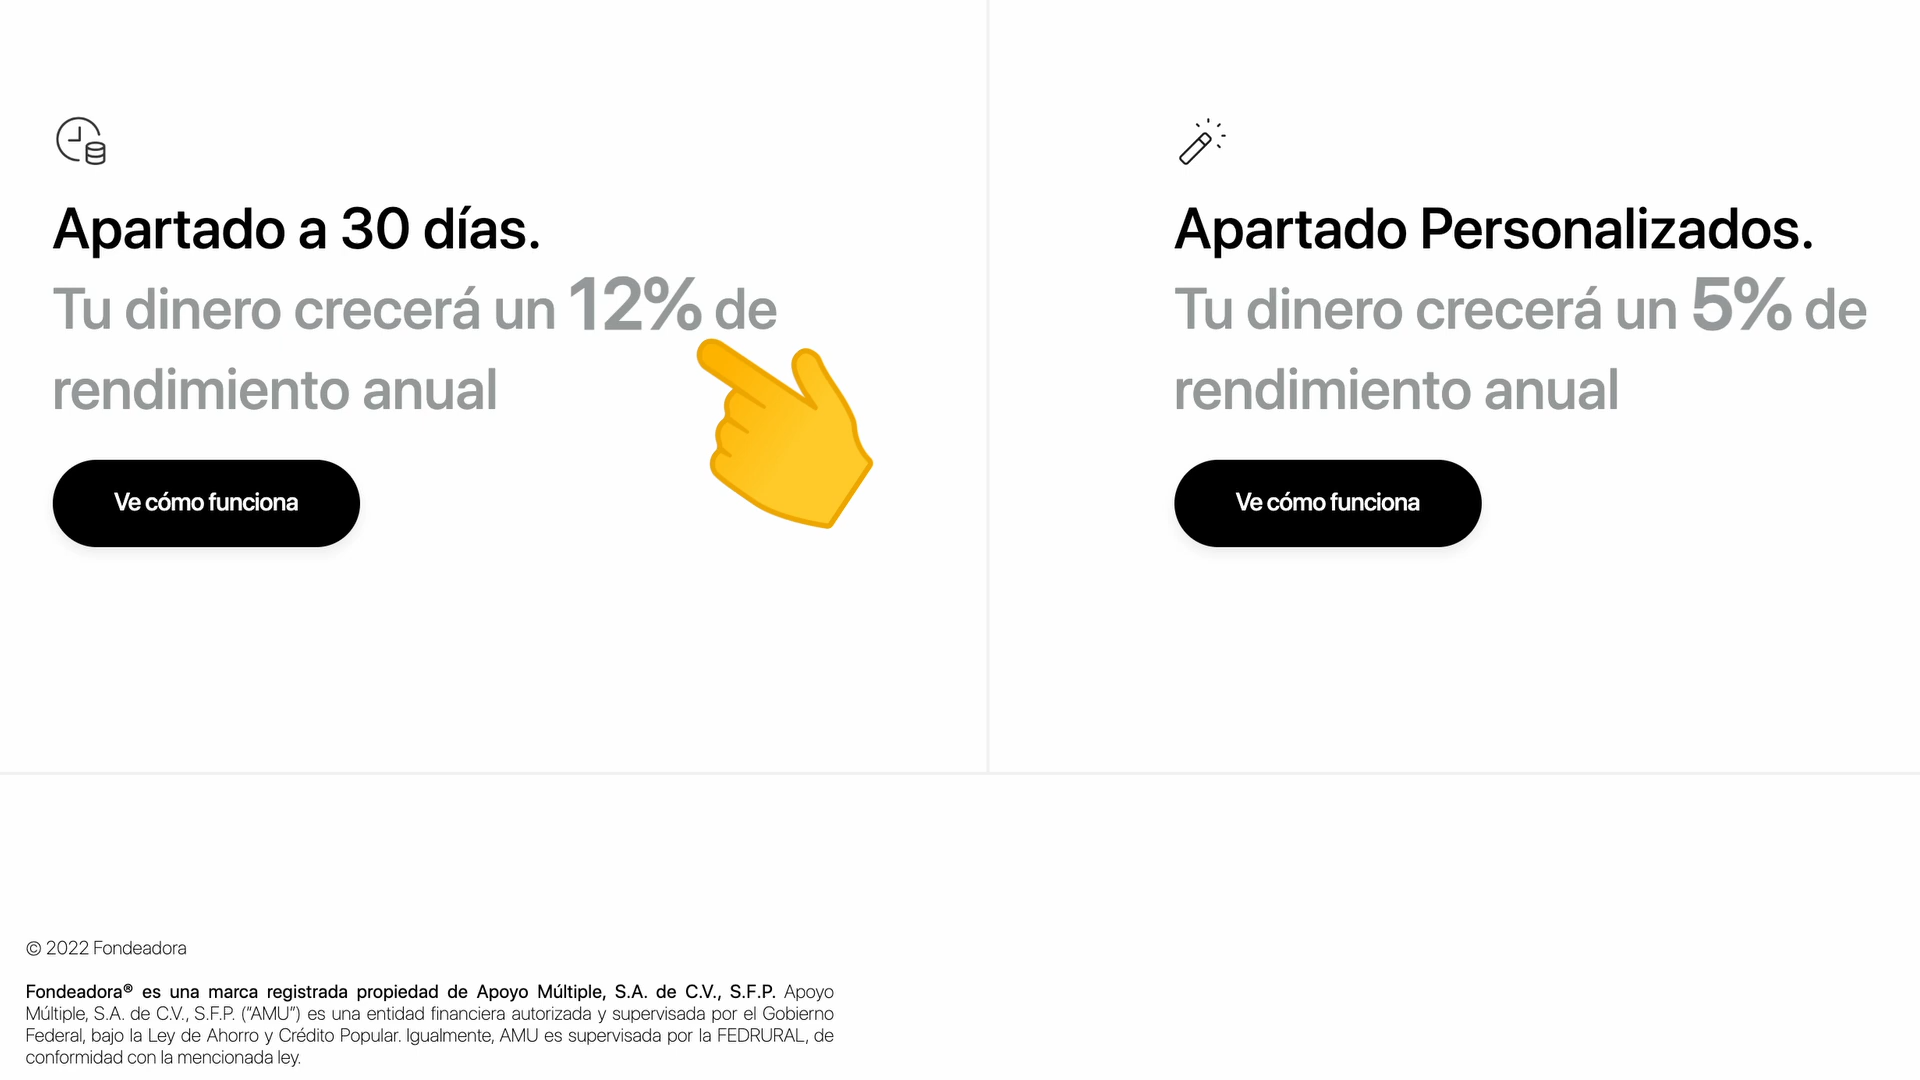 Apartado a 30 días.
Tu dinero crecerá un 12% de
rendimiento anual
Ve cómo funciona
Apartado Personalizados.
Tu dinero crecerá un 5% de
rendimiento anual
Ve cómo funciona
© 2022 Fondeadora
Fondeadora® es una marca registrada propiedad de Apoyo Múltiple, S.A. de C.V., S.F.P. Apoyo
Múltiple, S.A. de C.V., S.F.P. (“AMU”) es una entidad financiera autorizada y supervisada por el Gobierno
Federal, bajo la Ley de Ahorro y Crédito Popular. Igualmente, AMU es supervisada por la FEDRURAL, de
conformidad con la mencionada ley.